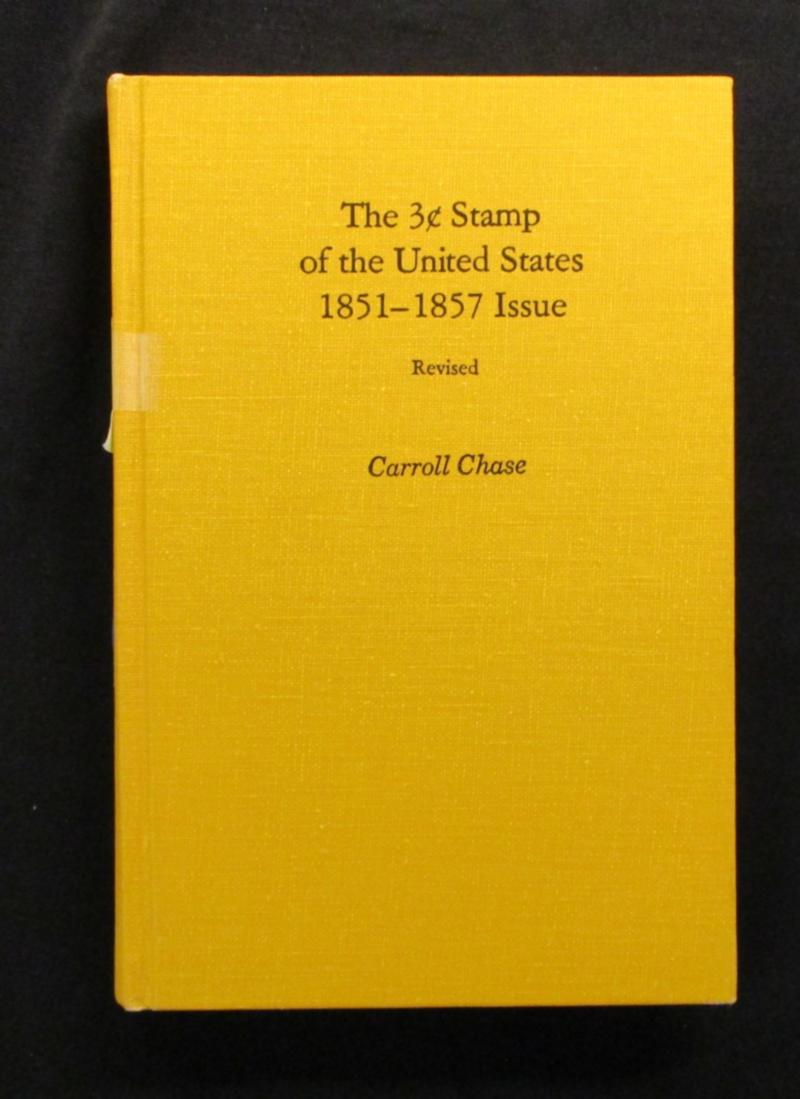 The 3¢ Stamp
of the United States
1851–1857 Issue
Revised
Carroll Chase